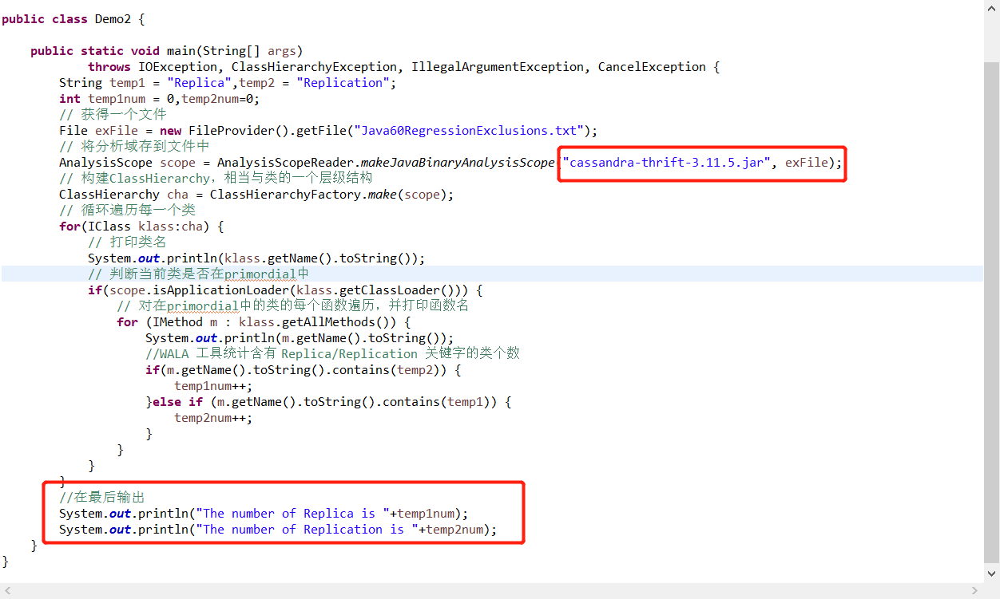 public class Demo2 {
public static void main(String[] args)
throws IOException, ClassHierarchyException, IllegalArgumentException, CancelException {
String temp1 = "Replica",temp2 = "Replication";
int temp1num = 0,temp2num=0;
// 获得一个文件
File exFile = new FileProvider().getFile("Java60RegressionExclusions.txt");
// 将分析域存到文件中
AnalysisScope scope = AnalysisScopeReader.makeJavaBinaryAnalysisScope("cassandra-thrift-3.11.5.jar", exFile);
// 构建ClassHierarchy，相当与类的一个层级结构
ClassHierarchy cha = ClassHierarchyFactory.make(scope);
// 循环遍历每一个类
for(IClass klass:cha) {
// 打印类名
System.out.println(klass.getName().toString());
// 判断当前类是否在primordial中
if(scope.isApplicationLoader(klass.getClassLoader())) {
// 对在primordial中的类的每个函数遍历，并打印函数名
for (IMethod m : klass.getAllMethods()) {
System.out.println(m.getName().toString());
//WALA 工具统计含有 Replica/Replication 关键字的类个数
if(m.getName().toString().contains(temp2)) {
temp1num++;
}else if (m.getName().toString().contains(temp1)) {
temp2num++;
}
}
}
}
//在最后输出
System.out.println("The number of Replica is "+temp1num);
System.out.println("The number of Replication is "+temp2num);
}
}